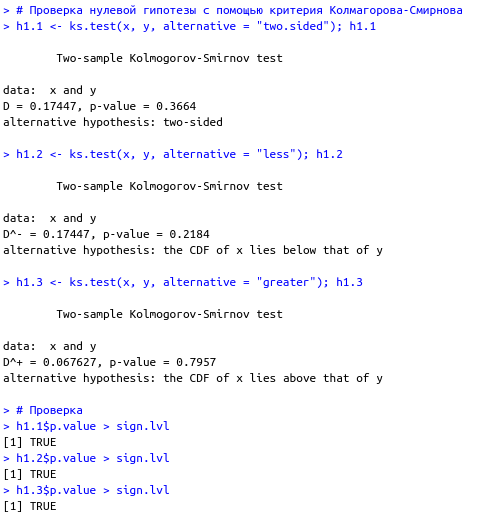 > # Проверка нулевой гипотезы с помощью критерия Колмагорова-Смирнова
> h1.1 <- ks.test(x, y, alternative = "two.sided"); h1.1
Two-sample Kolmogorov-Smirnov test
data:  x and y
D = 0.17447, p-value = 0.3664
alternative hypothesis: two-sided
> h1.2 <- ks.test(x, y, alternative = "less"); h1.2
Two-sample Kolmogorov-Smirnov test
data:  x and y
D^- = 0.17447, p-value = 0.2184
alternative hypothesis: the CDF of x lies below that of y
> h1.3 <- ks.test(x, y, alternative = "greater"); h1.3
Two-sample Kolmogorov-Smirnov test
data:  x and y
D^+ = 0.067627, p-value = 0.7957
alternative hypothesis: the CDF of x lies above that of y
> # Проверка
> h1.1$p.value > sign.lvl
[1] TRUE
> h1.2$p.value > sign.lvl
[1] TRUE
> h1.3$p.value > sign.lvl
[1] TRUE